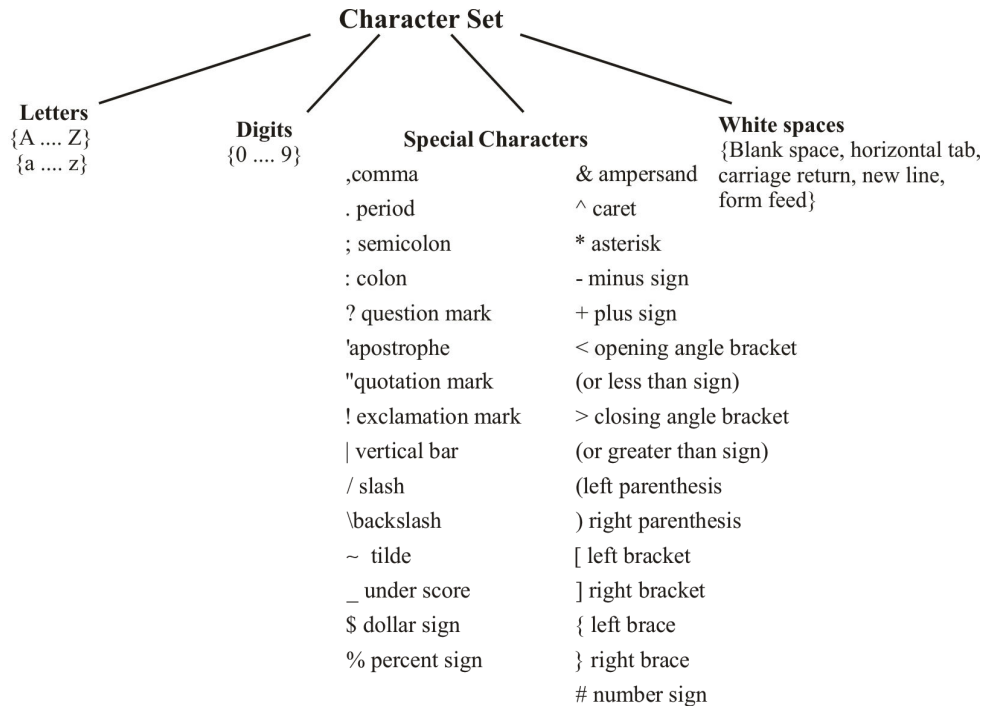 Character Set
Letters
{A .... Z}
{a .... z}
Digits
{0 .... 9}
Special Characters
,comma
. period
; semicolon
: colon
? question mark
'apostrophe
"quotation mark
! exclamation mark
| vertical bar
/ slash
\backslash
~ tilde
_ under score
$ dollar sign
% percent sign
& ampersand
^ caret
* asterisk
- minus sign
+ plus sign
< opening angle bracket
(or less than sign)
> closing angle bracket
(or greater than sign)
(left parenthesis
) right parenthesis
[ left bracket
] right bracket
{ left brace
} right brace
# number sign
White spaces
{Blank space, horizontal tab,
carriage return, new line,
form feed}